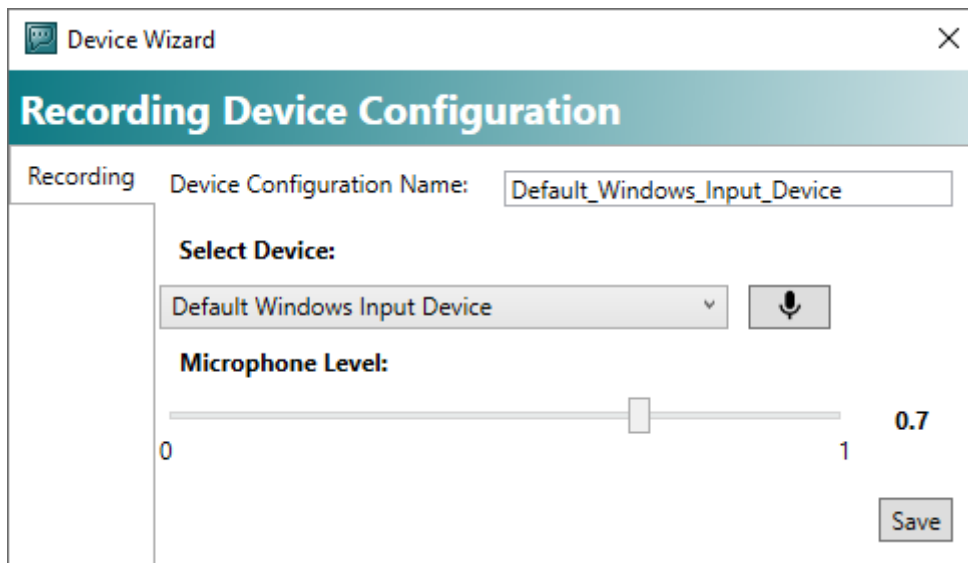 Device Wizard
Recording Device Configuration
Recording
Device Configuration Name: Default_Windows_Input_Device
Select Device:
Default Windows Input Device
Microphone Level:
0.7
0 1
Save